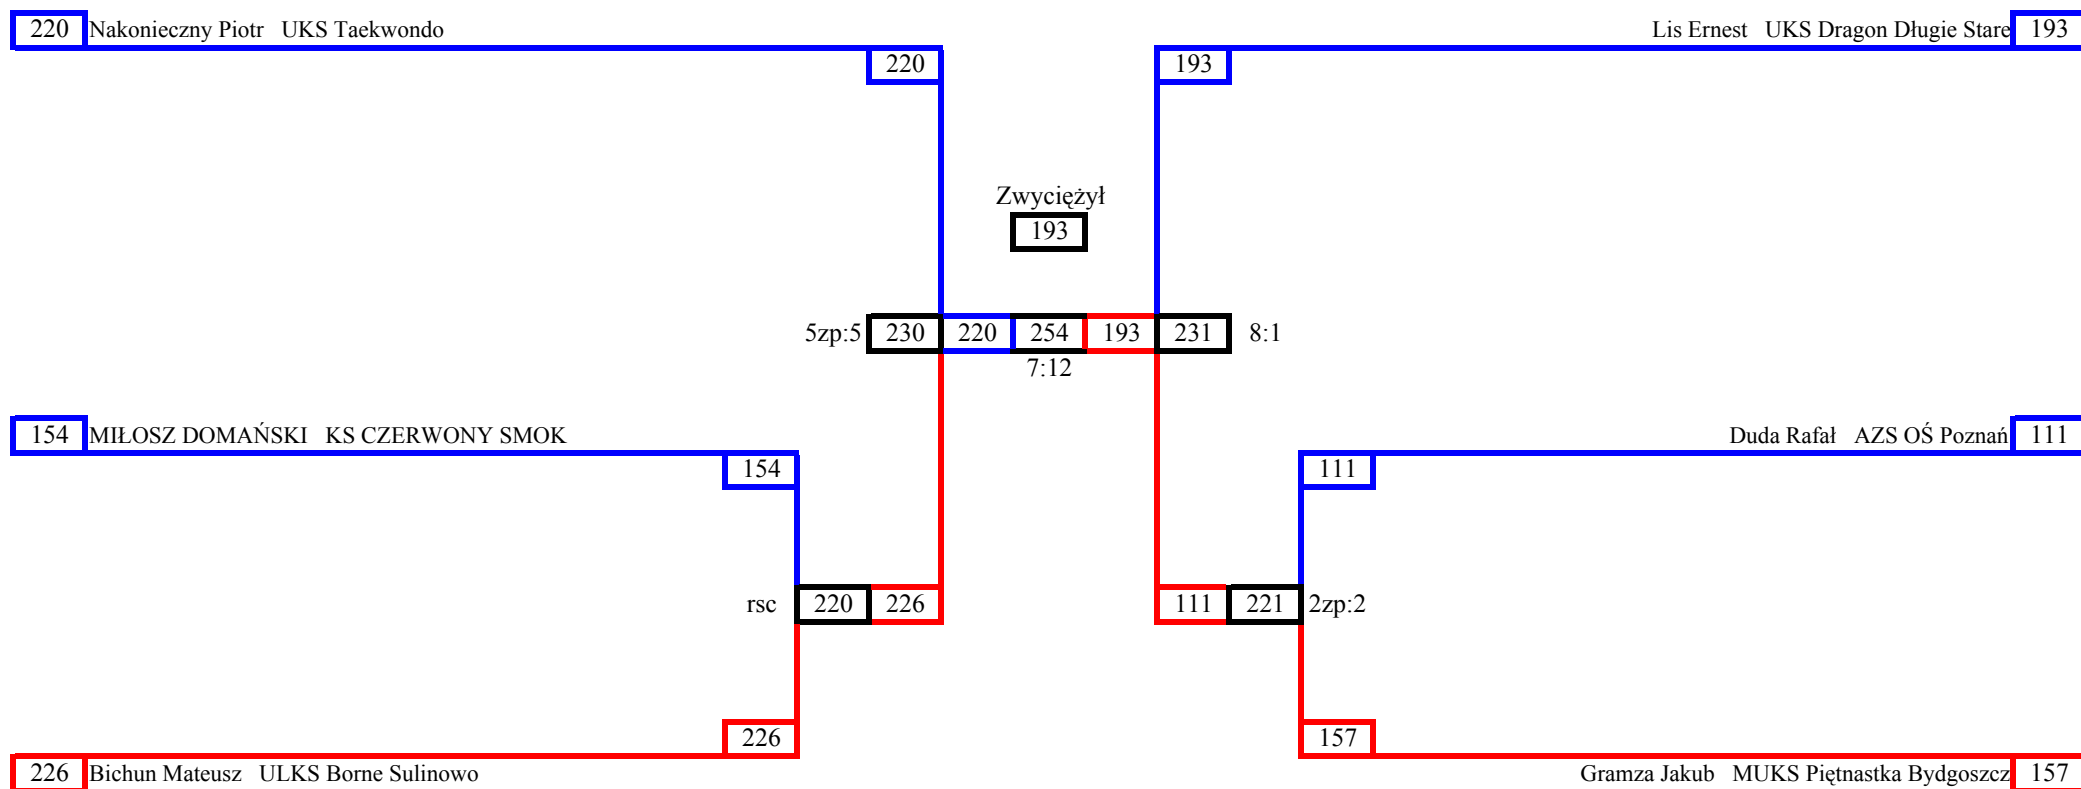 220 Nakonieczny Piotr UKS Taekwondo
Lis Ernest UKS Dragon Długie Stare 193
220
193
Zwyciężył
193
5zp:5 230 220 254 193 231 8:1
7:12
154 MIŁOSZ DOMAŃSKI KS CZERWONY SMOK
Duda Rafał AZS OŚ Poznań 111
154
111
rsc 220 226
111 221 2zp:2
226
157
226 Bichun Mateusz ULKS Borne Sulinowo
Gramza Jakub MUKS Piętnastka Bydgoszcz 157